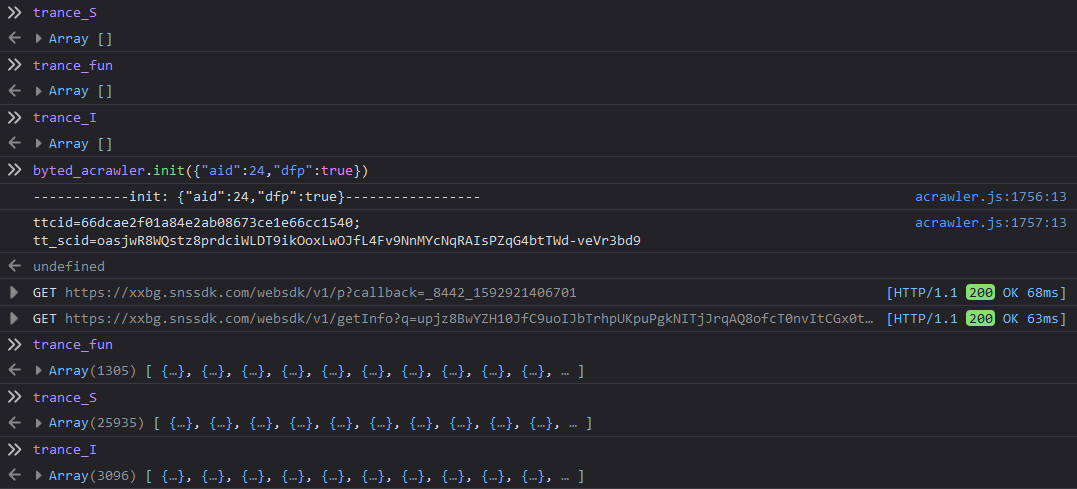 trance_S
Array []
trance_fun
Array []
trance_I
Array []
byted_acrawler.init({"aid":24,"dfp":true})
------------init: {"aid":24,"dfp":true}----------------- acrawler.js:1756:13
ttcid=66dcae2f01a84e2ab08673ce1e66cc1540; acrawler.js:1757:13
tt_scid=oasjwR8WQstz8prdciWLDT9ikOoxLwOJfL4Fv9NnMYcNqRAIsPZqG4btTWd-veVr3bd9
undefined
GET https://xxbg.snssdk.com/websdk/v1/p?callback=_8442_1592921406701 [HTTP/1.1 200 OK 68ms]
GET https://xxbg.snssdk.com/websdk/v1/getInfo?q=upjz8BwYZH10JfC9uoIJbTrhpUKpuPgkNITjJrqAQ8ofcT0nvItCGx0t… [HTTP/1.1 200 OK 63ms]
trance_fun
Array(1305) [ {…}, {…}, {…}, {…}, {…}, {…}, {…}, {…}, {…}, {…}, … ]
trance_S
Array(25935) [ {…}, {…}, {…}, {…}, {…}, {…}, {…}, {…}, {…}, {…}, … ]
trance_I
Array(3096) [ {…}, {…}, {…}, {…}, {…}, {…}, {…}, {…}, {…}, {…}, … ]